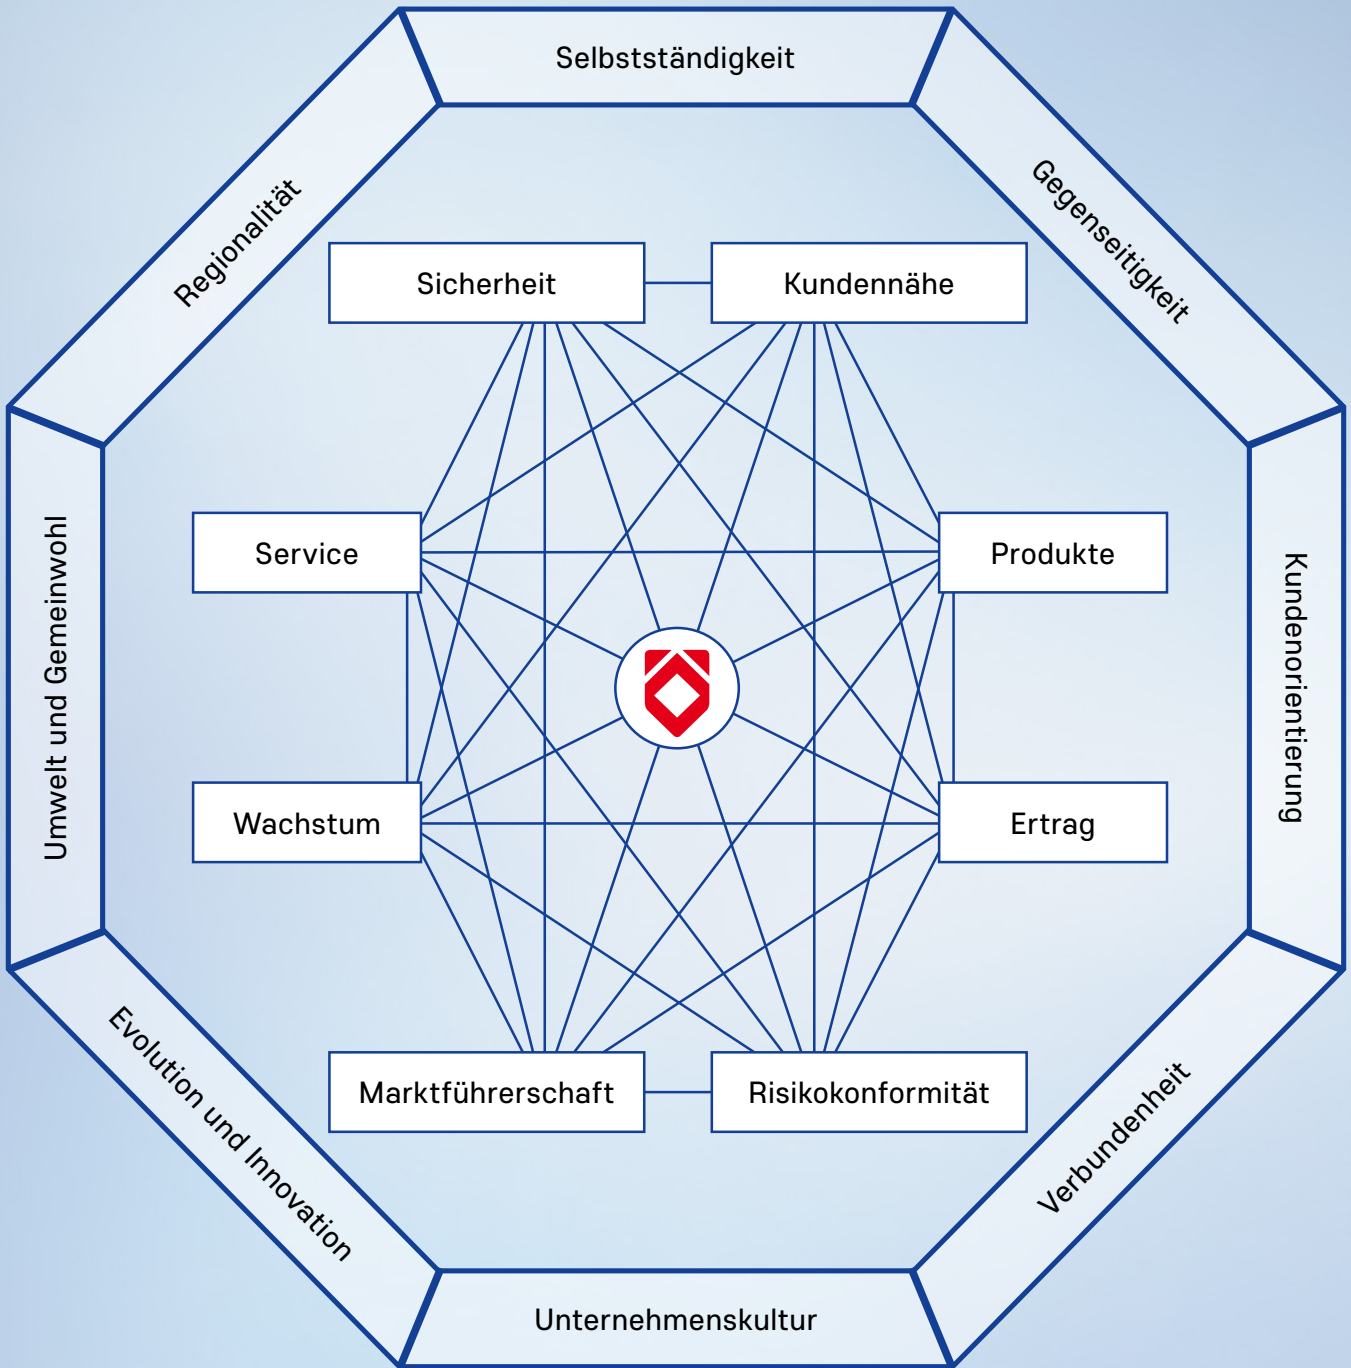 Selbstständigkeit
Regionalität
Gegenseitigkeit
Sicherheit
Kundennähe
Service
Produkte
Umwelt und Gemeinwohl
Kundenorientierung
Wachstum
Ertrag
Marktführerschaft
Risikokonformität
Evolution und Innovation
Verbundenheit
Unternehmenskultur